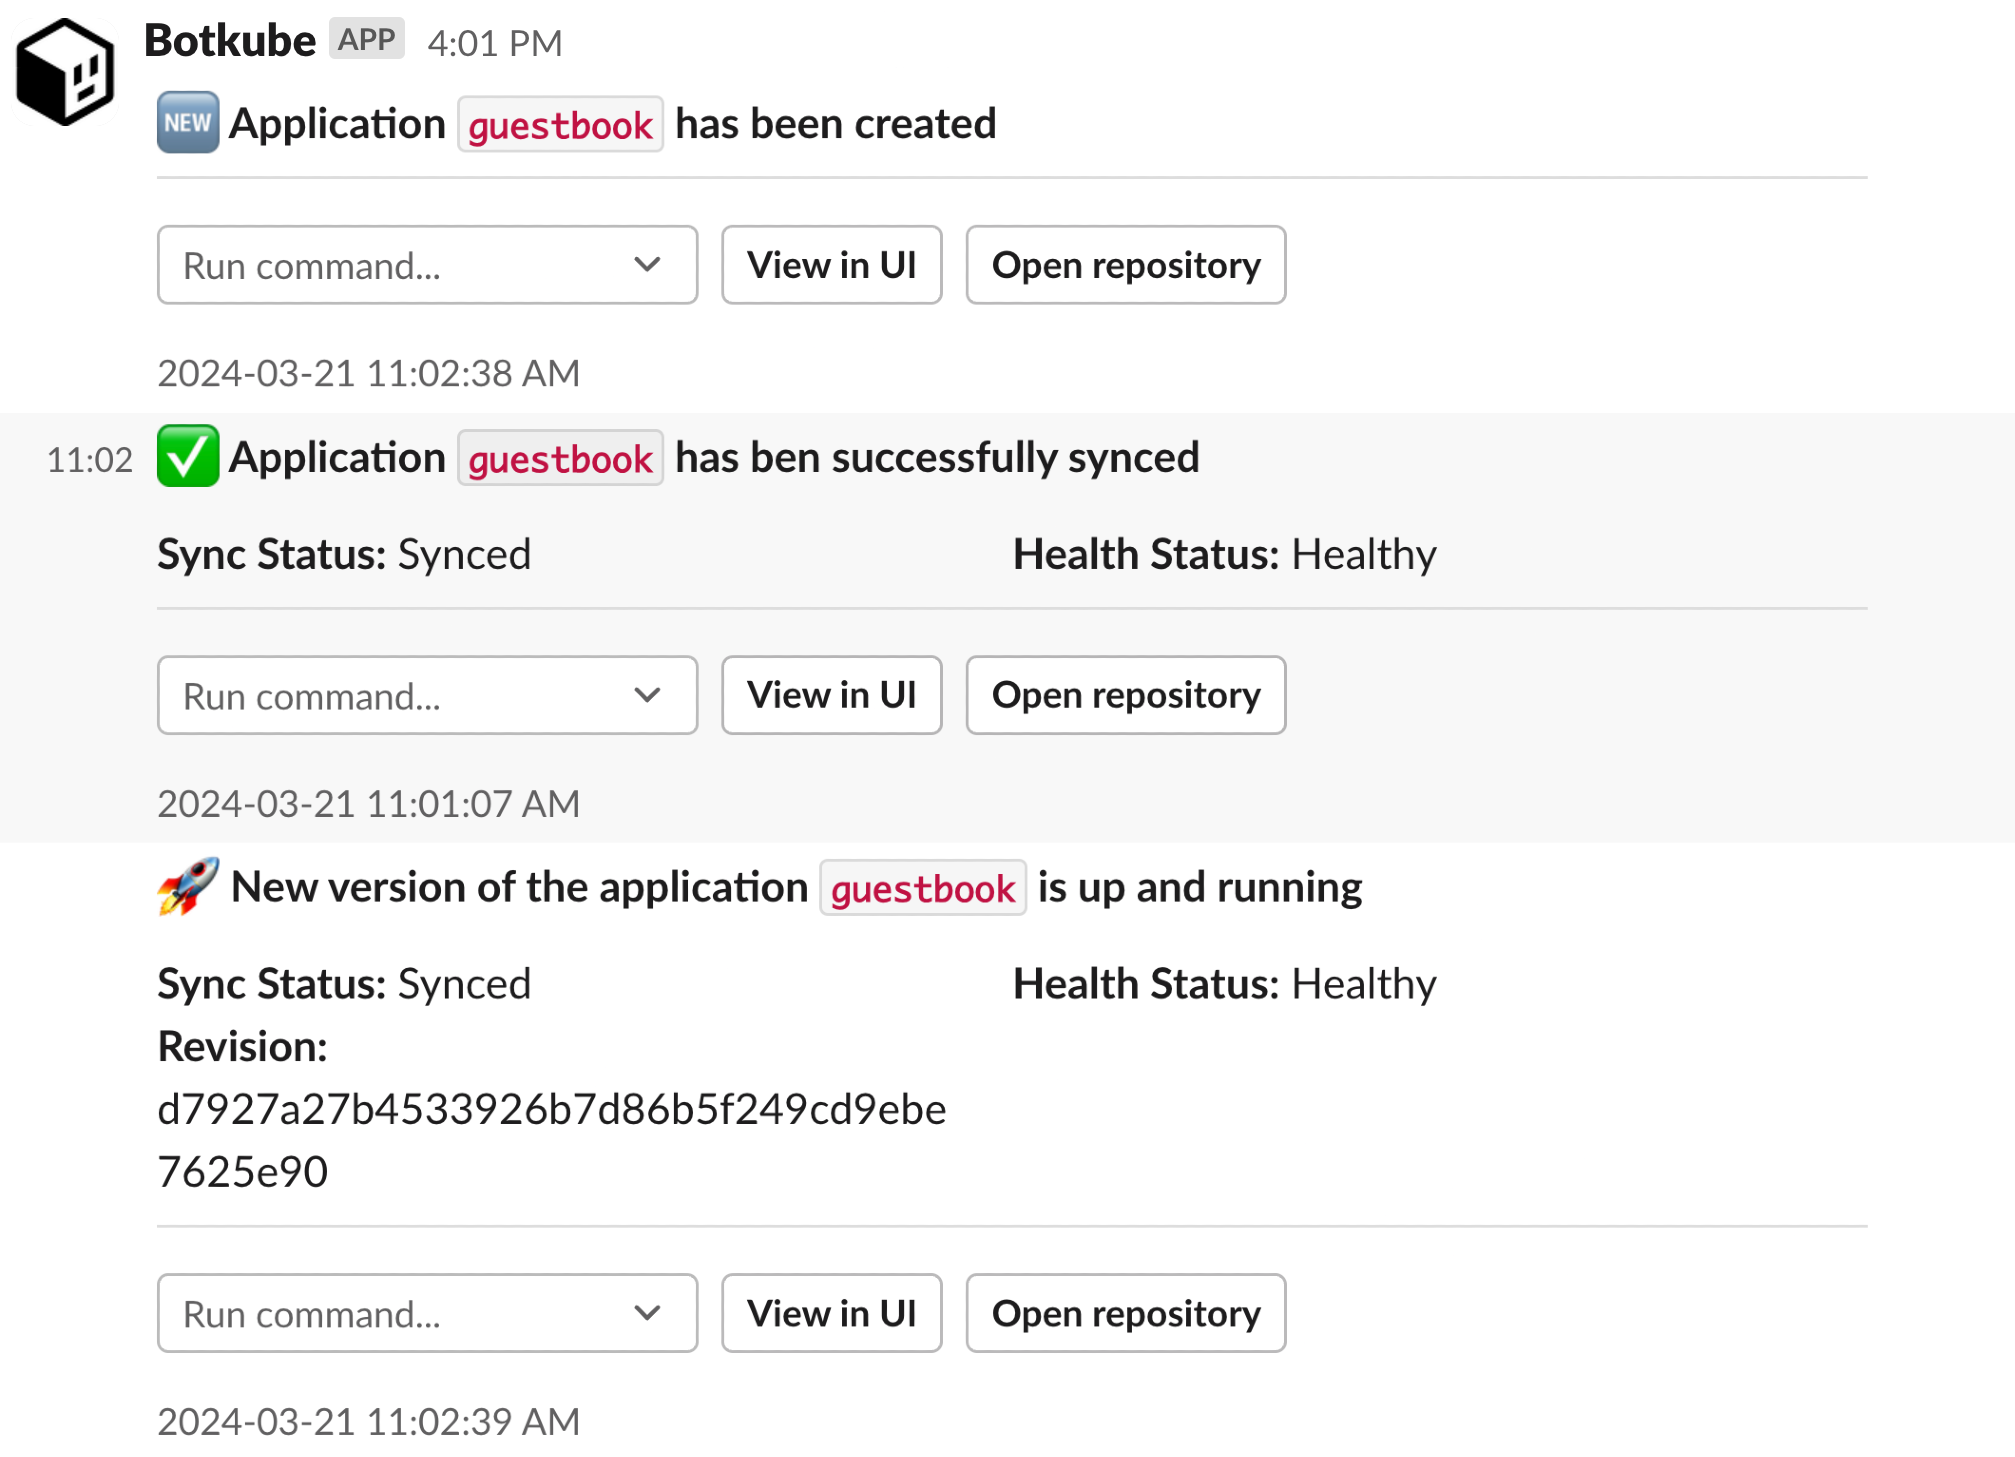 Botkube APP 4:01 PM
NEW Application guestbook has been created
Run command... View in UI Open repository
2024-03-21 11:02:38 AM
11:02 Application guestbook has ben successfully synced
Sync Status: Synced Health Status: Healthy
Run command... View in UI Open repository
2024-03-21 11:01:07 AM
New version of the application guestbook is up and running
Sync Status: Synced Health Status: Healthy
Revision:
d7927a27b4533926b7d86b5f249cd9ebe
7625e90
Run command... View in UI Open repository
2024-03-21 11:02:39 AM